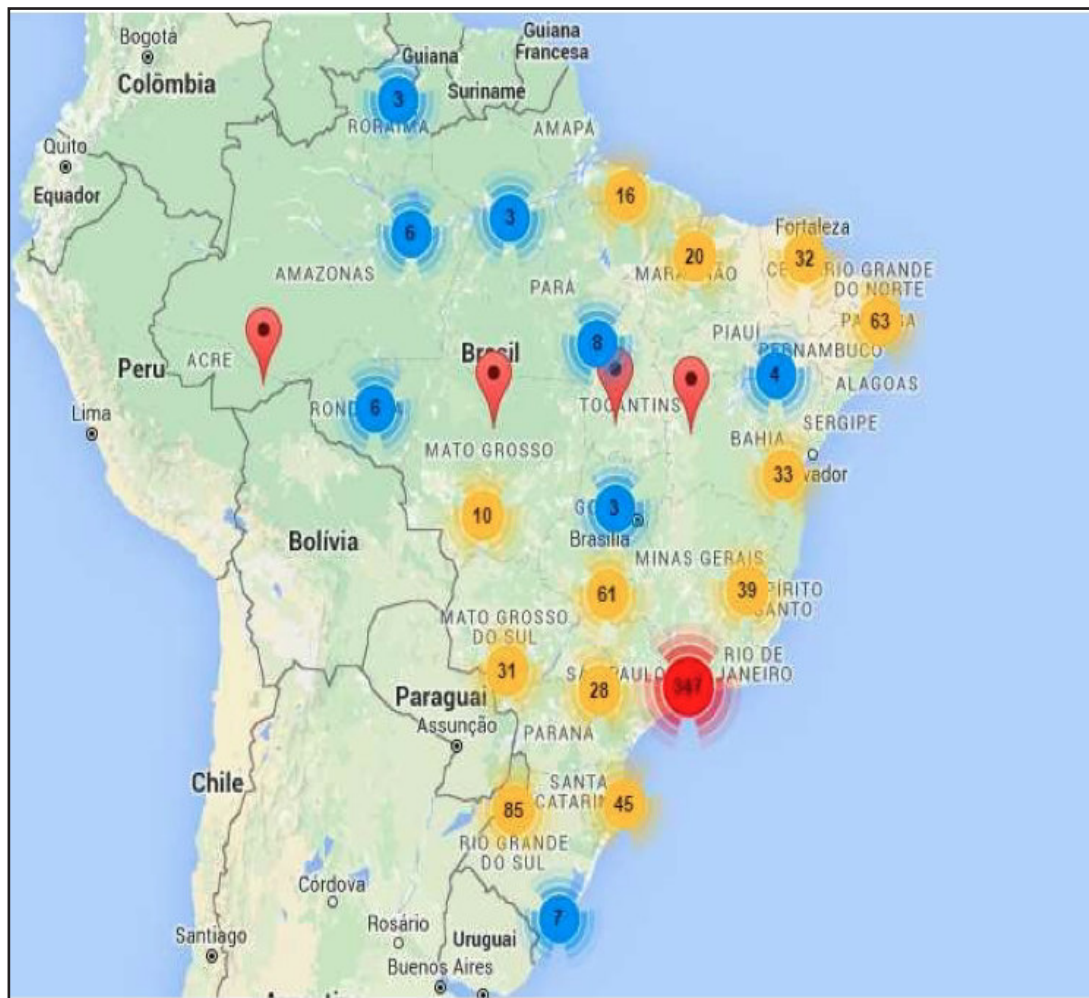 Bogotá
Colômbia
Guiana
Guiana
Francesa
Suriname
3
RORAIMA
AMAPÁ
Quito
Equador
16
3
6
Fortaleza
20
32
AMAZONAS
RIO GRANDE
DO NORTE
PARÁ
63
PIAUÍ
8
PERNAMBUCO
Peru
ACRE
Brasil
4
ALAGOAS
6
TOCANTINS
Lima
SERGIPE
MATO GROSSO
BAHIA
33
10
3
Bolívia
Brasília
MINAS GERAIS
61
39
MATO GROSSO
DO SUL
31
28
347
RIO DE
JANEIRO
Paraguai
Assunção
PARANÁ
Chile
SANTA
85
45
RIO GRANDE
DO SUL
Córdova
7
Rosário
Santiago
Uruguai
Buenos Aires